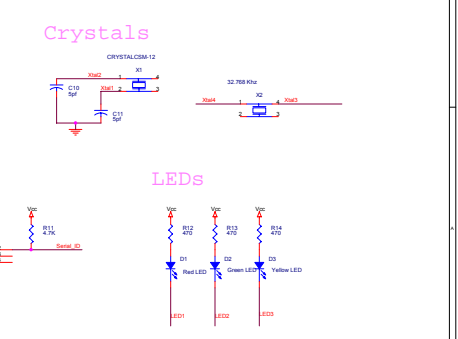 Crystals
CRYSTALCSM-12
X1
Xtal2
1
4
C10
5pf
Xtal1
2
3
C11
5pf
32.768 Khz
X2
Xtal4
1
4
Xtal3
2
3
LEDs
Vcc
Vcc
Vcc
Vcc
R11
4.7K
R12
470
R13
470
R14
470
Serial_ID
D1
Red LED
D2
Green LED
D3
Yellow LED
LED1
LED2
LED3
A